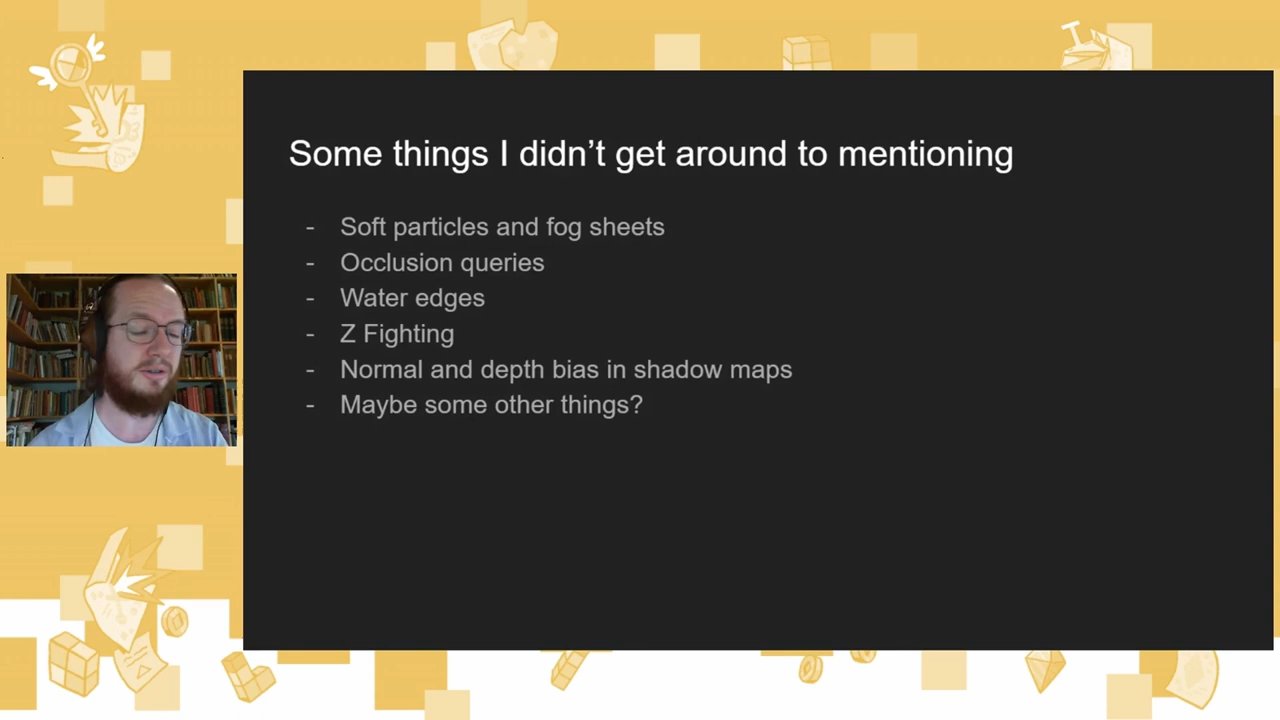 Some things I didn’t get around to mentioning
- Soft particles and fog sheets
- Occlusion queries
- Water edges
- Z Fighting
- Normal and depth bias in shadow maps
- Maybe some other things?